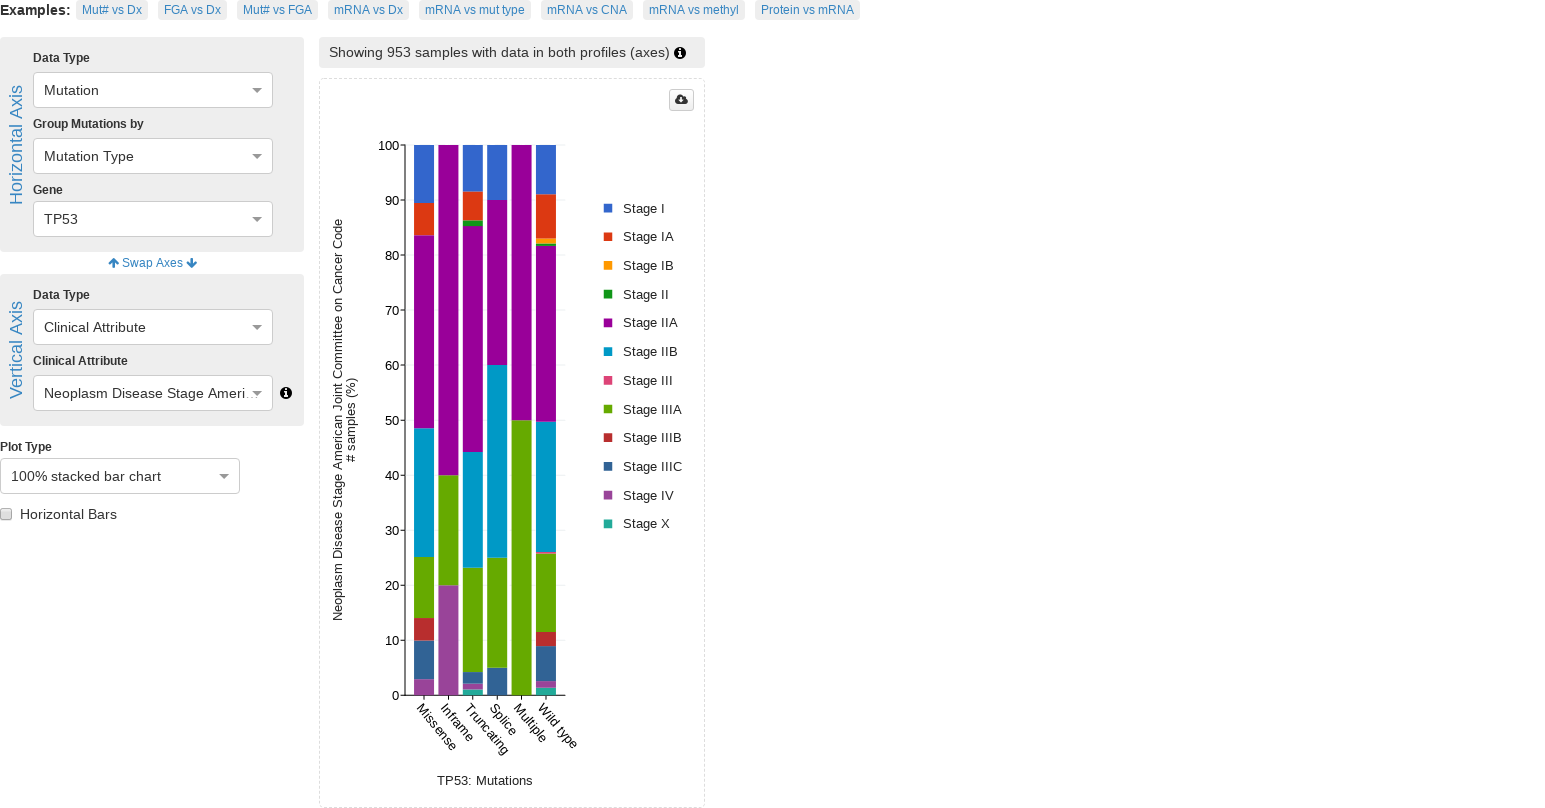 Examples: Mut# vs Dx FGA vs Dx Mut# vs FGA mRNA vs Dx mRNA vs mut type mRNA vs CNA mRNA vs methyl Protein vs mRNA
Horizontal Axis
Data Type
Mutation
Group Mutations by
Mutation Type
Gene
TP53
Swap Axes
Vertical Axis
Data Type
Clinical Attribute
Clinical Attribute
Neoplasm Disease Stage Ameri...
Plot Type
100% stacked bar chart
Horizontal Bars
Showing 953 samples with data in both profiles (axes)
Neoplasm Disease Stage American Joint Committee on Cancer Code
# samples (%)
100
90
80
70
60
50
40
30
20
10
0
Missense
Inframe
Truncating
Splice
Multiple
Wild type
TP53: Mutations
Stage I
Stage IA
Stage IB
Stage II
Stage IIA
Stage IIB
Stage III
Stage IIIA
Stage IIIB
Stage IIIC
Stage IV
Stage X